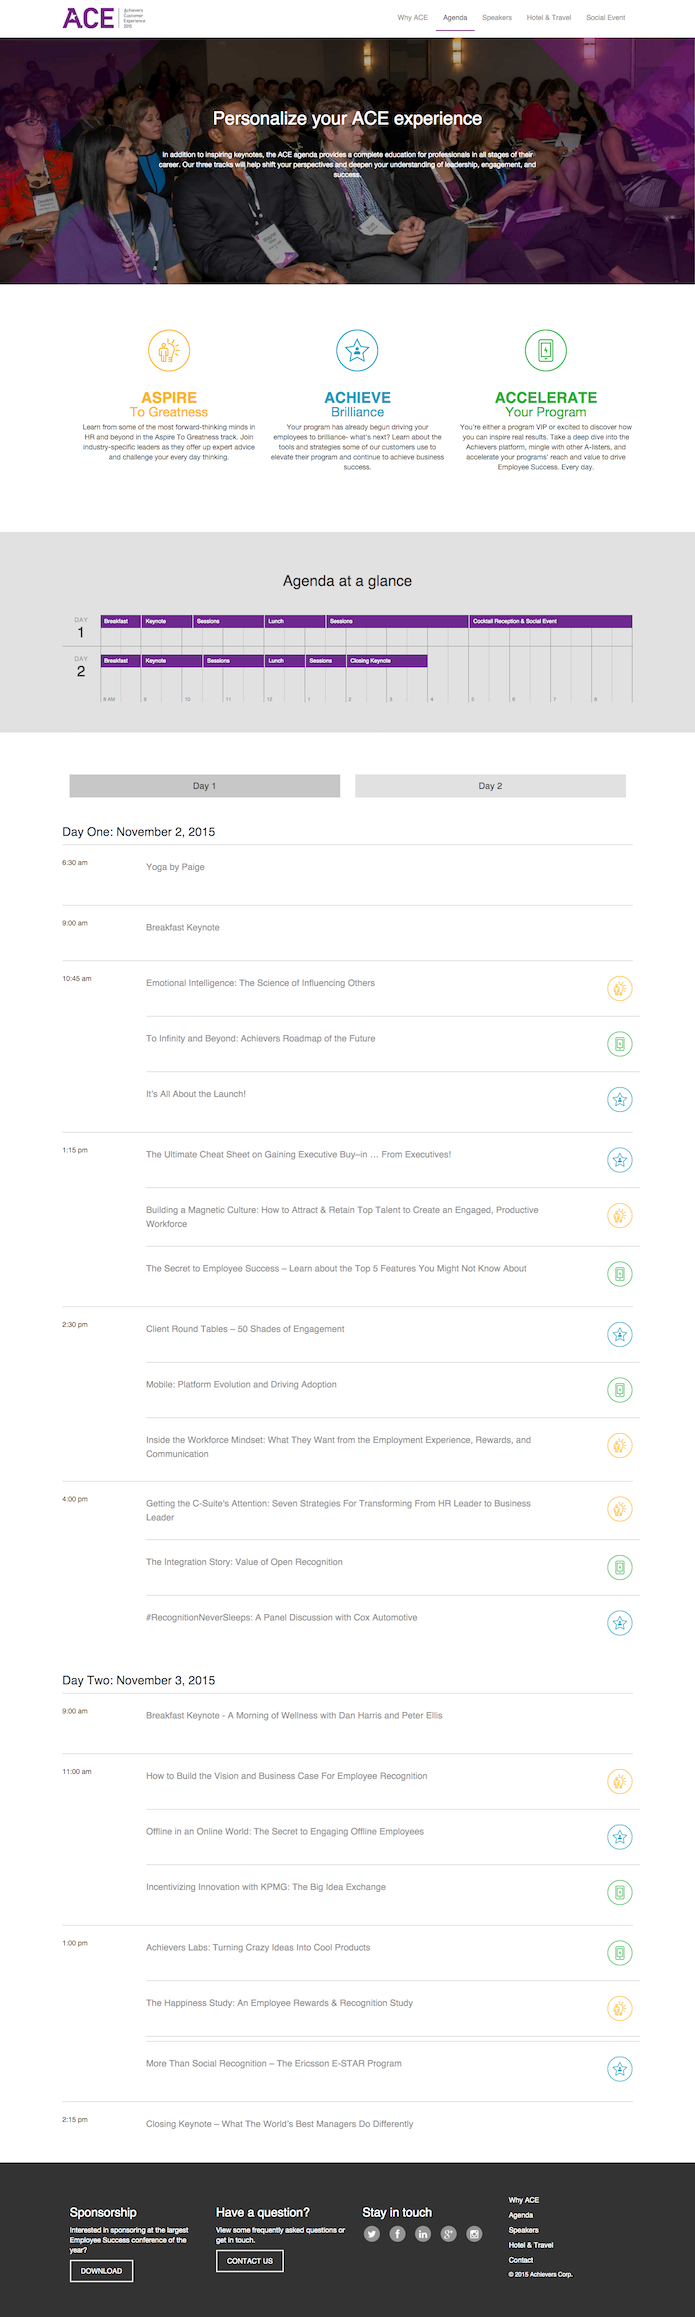 ACE
Achievers
Customer
Experience
2015
Why ACE
Agenda
Speakers
Hotel & Travel
Social Event
Personalize your ACE experience
In addition to inspiring keynotes, the ACE agenda provides a complete education for professionals in all stages of their
career. Our three tracks will help shift your perspectives and deepen your understanding of leadership, engagement, and
success.
ASPIRE
To Greatness
Learn from some of the most forward-thinking minds in
HR and beyond in the Aspire To Greatness track. Join
industry-specific leaders as they offer up expert advice
and challenge your every day thinking.
ACHIEVE
Brilliance
Your program has already begun driving your
employees to brilliance- what's next? Learn about the
tools and strategies some of our customers use to
elevate their program and continue to achieve business
success.
ACCELERATE
Your Program
You're either a program VIP or excited to discover how
you can inspire real results. Take a deep dive into the
Achievers platform, mingle with other A-listers, and
accelerate your programs' reach and value to drive
Employee Success. Every day.
Agenda at a glance
DAY
1
Breakfast
Keynote
Sessions
Lunch
Sessions
Cocktail Reception & Social Event
DAY
2
Breakfast
Keynote
Sessions
Lunch
Sessions
Closing Keynote
8 AM
9
10
11
12
1
2
3
4
5
6
7
8
Day 1
Day 2
Day One: November 2, 2015
6:30 am
Yoga by Paige
9:00 am
Breakfast Keynote
10:45 am
Emotional Intelligence: The Science of Influencing Others
To Infinity and Beyond: Achievers Roadmap of the Future
It's All About the Launch!
1:15 pm
The Ultimate Cheat Sheet on Gaining Executive Buy–in … From Executives!
Building a Magnetic Culture: How to Attract & Retain Top Talent to Create an Engaged, Productive
Workforce
The Secret to Employee Success – Learn about the Top 5 Features You Might Not Know About
2:30 pm
Client Round Tables – 50 Shades of Engagement
Mobile: Platform Evolution and Driving Adoption
Inside the Workforce Mindset: What They Want from the Employment Experience, Rewards, and
Communication
4:00 pm
Getting the C-Suite's Attention: Seven Strategies For Transforming From HR Leader to Business
Leader
The Integration Story: Value of Open Recognition
#RecognitionNeverSleeps: A Panel Discussion with Cox Automotive
Day Two: November 3, 2015
9:00 am
Breakfast Keynote - A Morning of Wellness with Dan Harris and Peter Ellis
11:00 am
How to Build the Vision and Business Case For Employee Recognition
Offline in an Online World: The Secret to Engaging Offline Employees
Incentivizing Innovation with KPMG: The Big Idea Exchange
1:00 pm
Achievers Labs: Turning Crazy Ideas Into Cool Products
The Happiness Study: An Employee Rewards & Recognition Study
More Than Social Recognition – The Ericsson E-STAR Program
2:15 pm
Closing Keynote – What The World's Best Managers Do Differently
Sponsorship
Interested in sponsoring at the largest
Employee Success conference of the
year?
DOWNLOAD
Have a question?
View some frequently asked questions or
get in touch.
CONTACT US
Stay in touch
Why ACE
Agenda
Speakers
Hotel & Travel
Contact
© 2015 Achievers Corp.